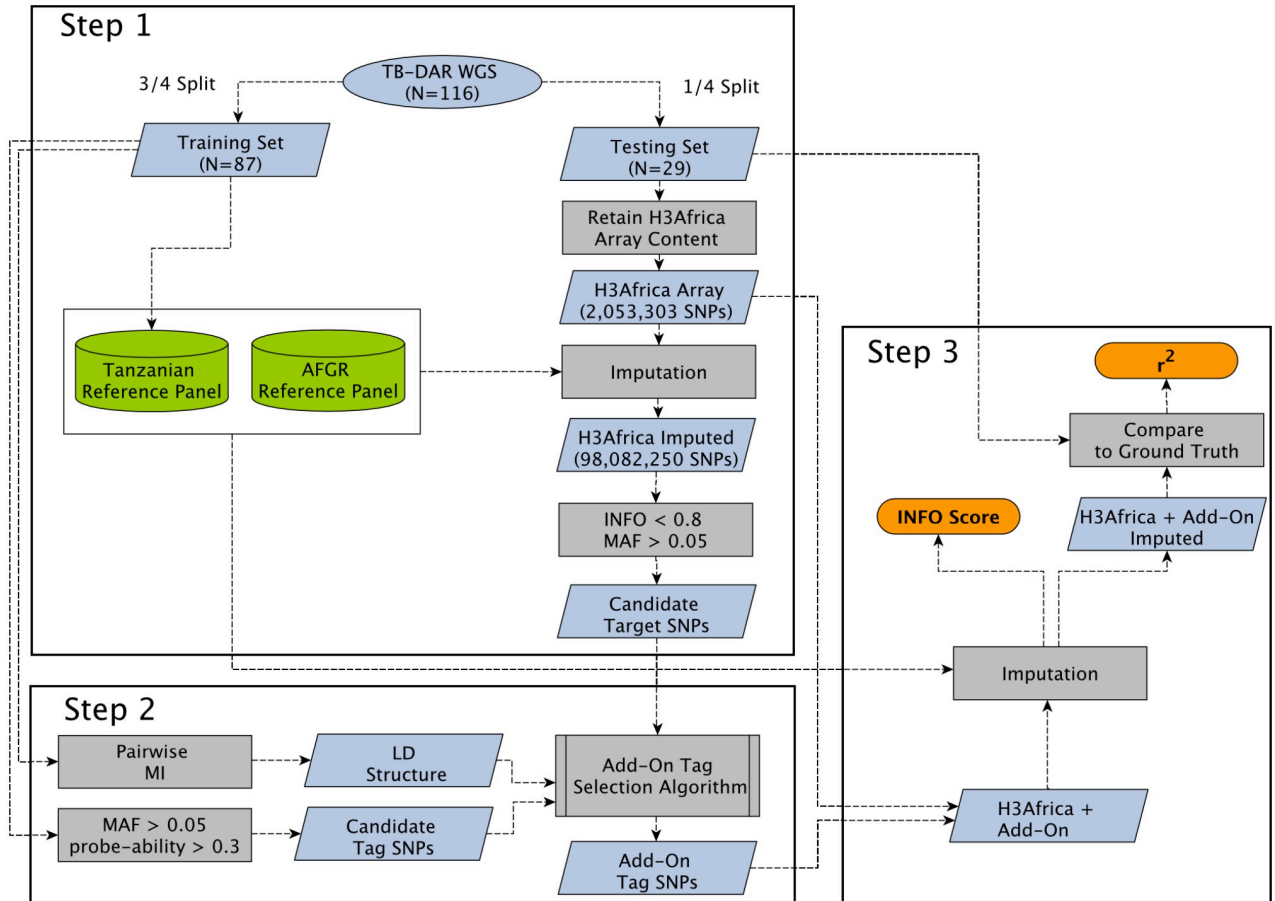 Step 1
3/4 Split
TB-DAR WGS
(N=116)
1/4 Split
Training Set
(N=87)
Testing Set
(N=29)
Retain H3Africa
Array Content
H3Africa Array
(2,053,303 SNPs)
Tanzanian
Reference Panel
AFGR
Reference Panel
Imputation
H3Africa Imputed
(98,082,250 SNPs)
INFO < 0.8
MAF > 0.05
Candidate
Target SNPs
Step 2
Pairwise
MI
LD
Structure
Add-On Tag
Selection Algorithm
MAF > 0.05
probe-ability > 0.3
Candidate
Tag SNPs
Add-On
Tag SNPs
Step 3
r²
Compare
to Ground Truth
INFO Score
H3Africa + Add-On
Imputed
Imputation
H3Africa +
Add-On